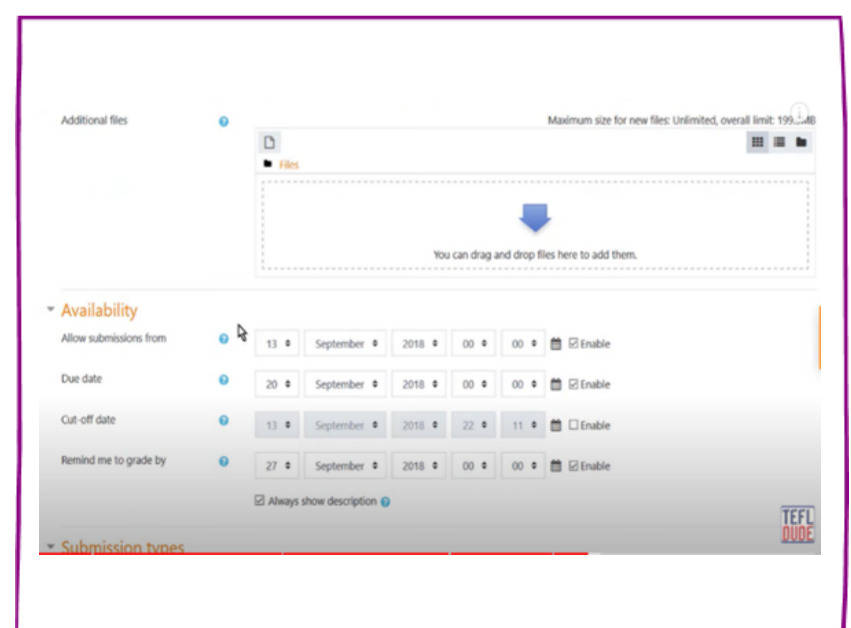 Additional files
Maximum size for new files: Unlimited, overall limit:
Files
You can drag and drop files here to add them.
Availability
Allow submissions from 13 September 2018 00 00 Enable
Due date 20 September 2018 00 00 Enable
Cut-off date 13 September 2018 22 11 Enable
Remind me to grade by 27 September 2018 00 00 Enable
Always show description
TEFL
DUDE
Submission types